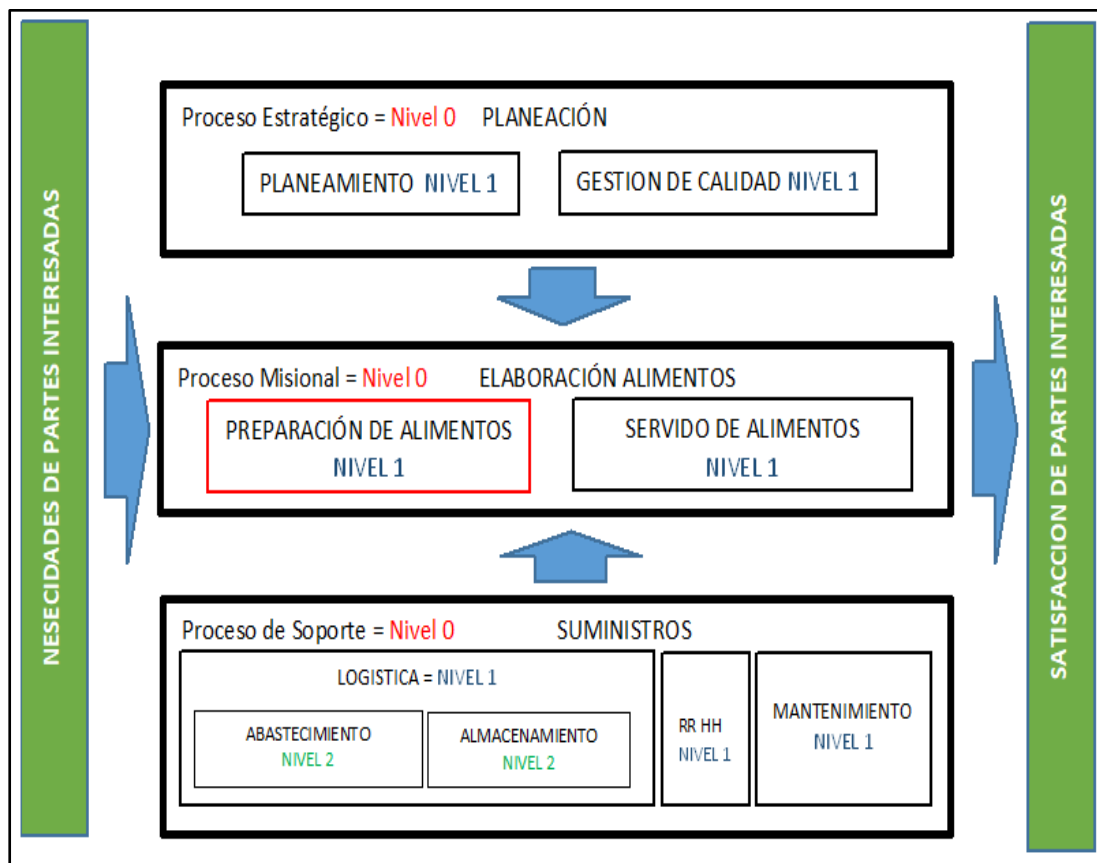 NESECIDADES DE PARTES INTERESADAS
Proceso Estratégico = Nivel 0 PLANEACIÓN
PLANEAMIENTO NIVEL 1
GESTION DE CALIDAD NIVEL 1
Proceso Misional = Nivel 0 ELABORACIÓN ALIMENTOS
PREPARACIÓN DE ALIMENTOS
NIVEL 1
SERVIDO DE ALIMENTOS
NIVEL 1
Proceso de Soporte = Nivel 0 SUMINISTROS
LOGISTICA = NIVEL 1
ABASTECIMIENTO
NIVEL 2
ALMACENAMIENTO
NIVEL 2
RR HH
NIVEL 1
MANTENIMIENTO
NIVEL 1
SATISFACCION DE PARTES INTERESADAS